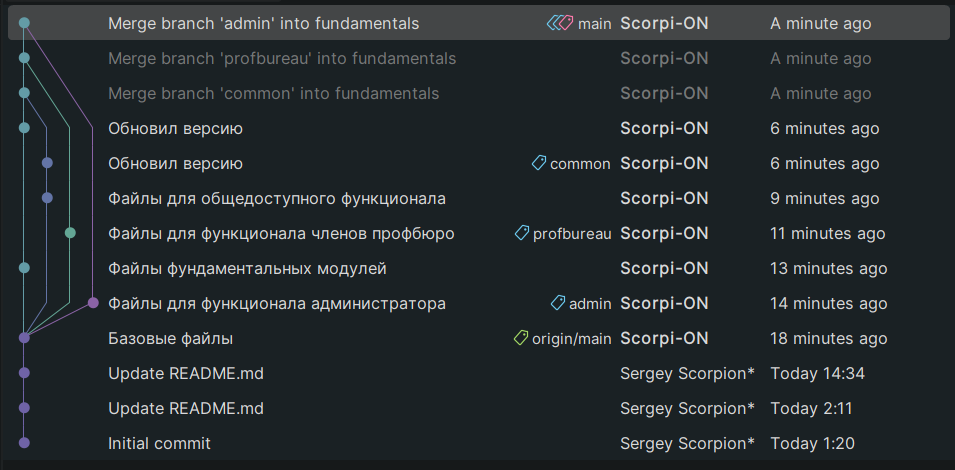 Merge branch 'admin' into fundamentals main Scorpi-ON A minute ago
Merge branch 'profbureau' into fundamentals Scorpi-ON A minute ago
Merge branch 'common' into fundamentals Scorpi-ON A minute ago
Обновил версию Scorpi-ON 6 minutes ago
Обновил версию common Scorpi-ON 6 minutes ago
Файлы для общедоступного функционала Scorpi-ON 9 minutes ago
Файлы для функционала членов профбюро profbureau Scorpi-ON 11 minutes ago
Файлы фундаментальных модулей Scorpi-ON 13 minutes ago
Файлы для функционала администратора admin Scorpi-ON 14 minutes ago
Базовые файлы origin/main Scorpi-ON 18 minutes ago
Update README.md Sergey Scorpion* Today 14:34
Update README.md Sergey Scorpion* Today 2:11
Initial commit Sergey Scorpion* Today 1:20